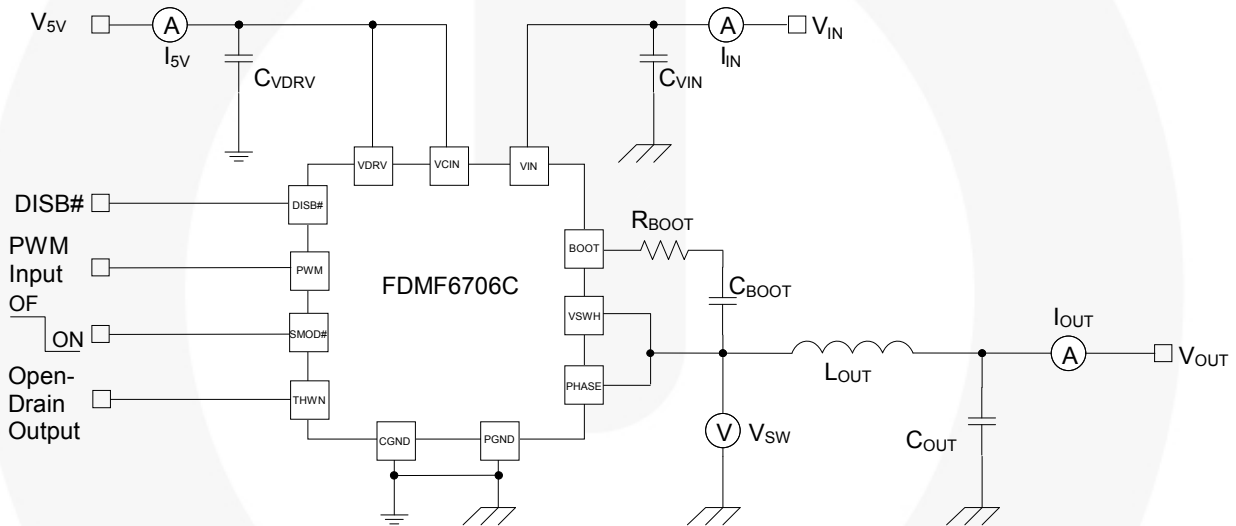 V5V
A
I5V
CVDRV
A
IIN
VIN
CVIN
VDRV
VCIN
VIN
DISB#
DISB#
PWM
Input
PWM
OF
ON
SMOD#
Open-
Drain
Output
THWN
FDMF6706C
BOOT
RBOOT
CBOOT
VSWH
PHASE
CGND
PGND
V
VSW
LOUT
IOUT
A
VOUT
COUT